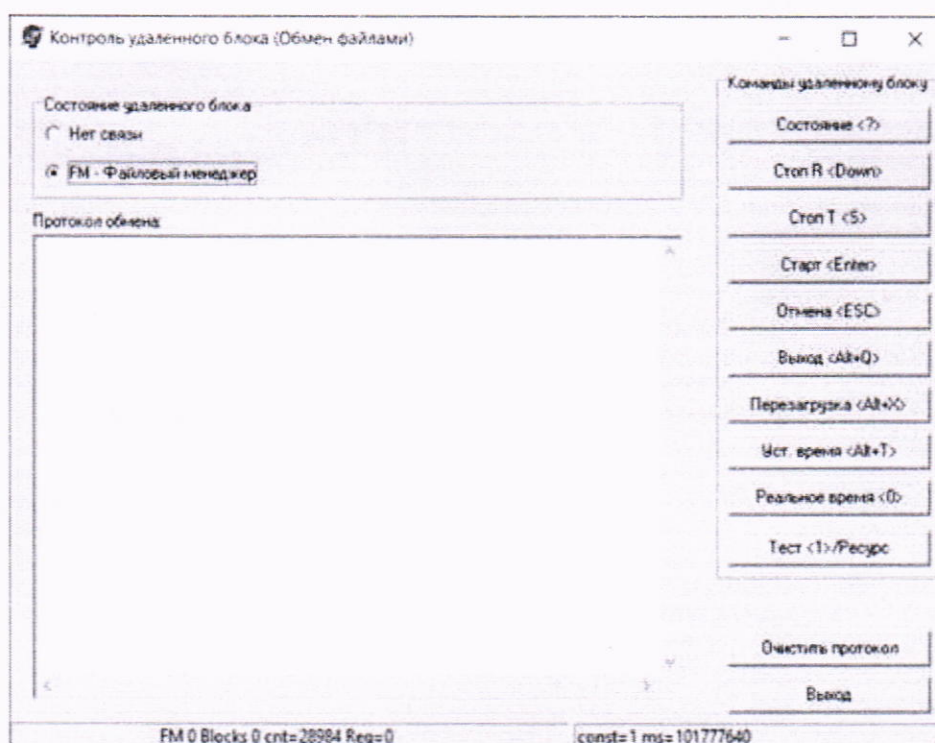 Контроль удаленного блока (Обмен файлами)
Команды удаленному блоку
Состояние удаленного блока
Нет связи
FM - Файловый менеджер
Протокол обмена:
Состояние <?>
Стоп R <Down>
Стоп T <S>
Старт <Enter>
Отмена <ESC>
Выход <Alt+Q>
Перезагрузка <Alt+X>
Уст. время <Alt+T>
Реальное время <0>
Тест <1>/Ресурс
Очистить протокол
Выход
FM 0 Blocks 0 cnt=28984 Reg=0
const=1 ms=101777640